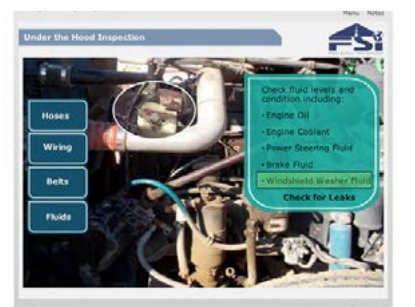 Menu Notes
Under the Hood Inspection
FSi
Hoses
Wiring
Belts
Fluids
Check fluid levels and
condition including:
· Engine Oil
· Engine Coolant
· Power Steering Fluid
· Brake Fluid
· Windshield Washer Fluid
Check for Leaks